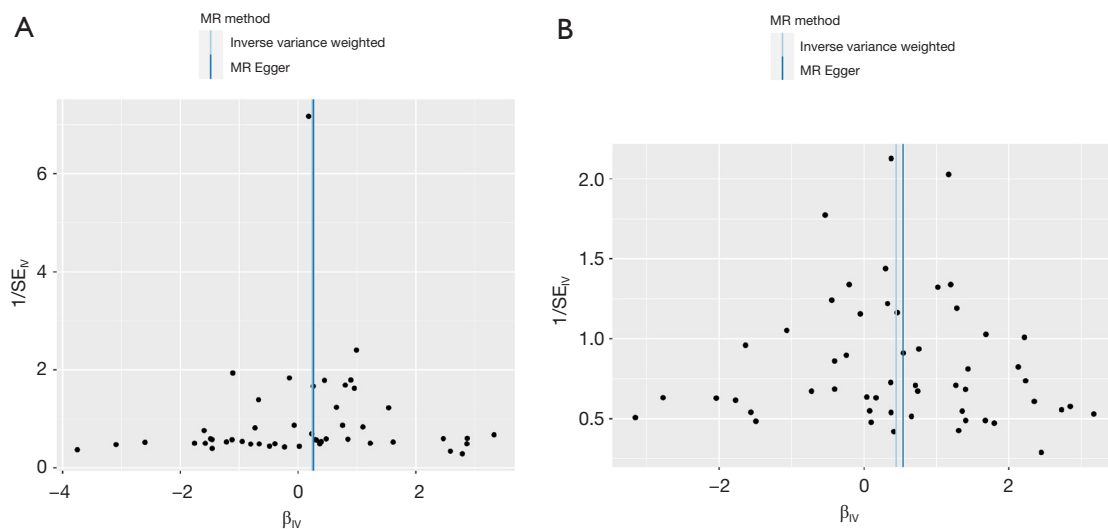 A
MR method
Inverse variance weighted
MR Egger
6
4
2
0
1/SE_IV
−4
−2
0
2
β_IV
B
MR method
Inverse variance weighted
MR Egger
2.0
1.5
1.0
0.5
1/SE_IV
−2
0
2
β_IV